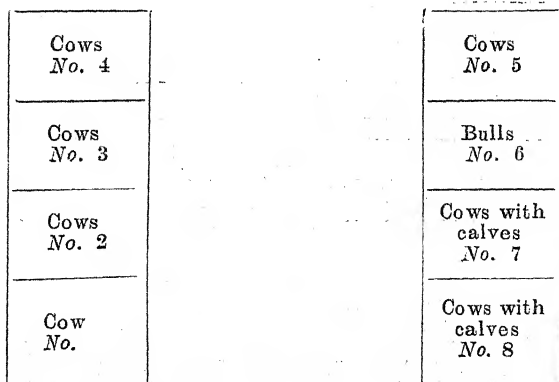 Cows
No. 4
Cows
No. 3
Cows
No. 2
Cow
No.
Cows
No. 5
Bulls
No. 6
Cows with
calves
No. 7
Cows with
calves
No. 8